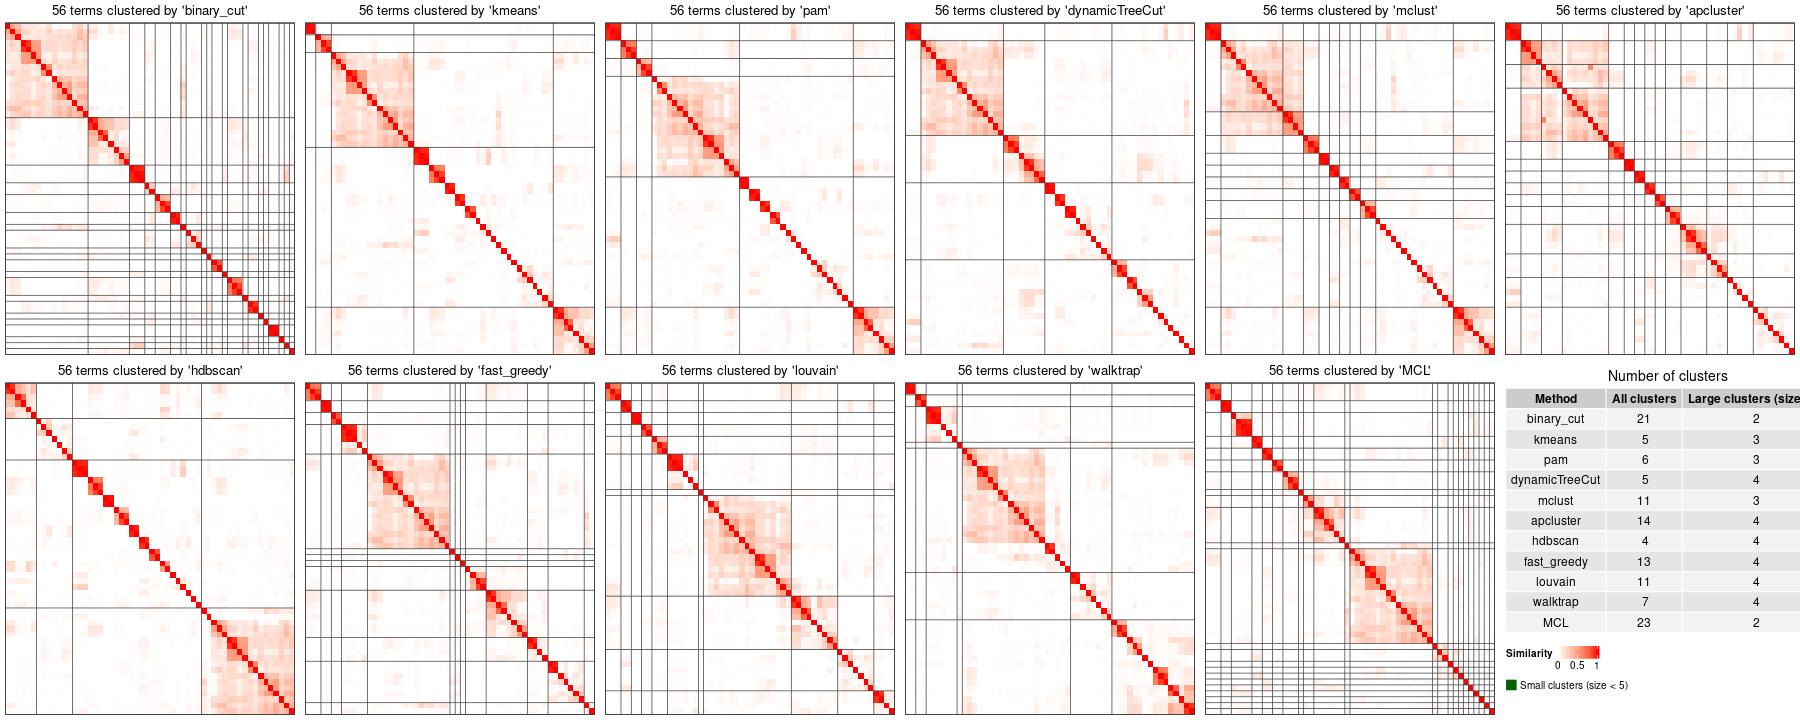 56 terms clustered by 'binary_cut'
56 terms clustered by 'kmeans'
56 terms clustered by 'pam'
56 terms clustered by 'dynamicTreeCut'
56 terms clustered by 'mclust'
56 terms clustered by 'apcluster'
56 terms clustered by 'hdbscan'
56 terms clustered by 'fast_greedy'
56 terms clustered by 'louvain'
56 terms clustered by 'walktrap'
56 terms clustered by 'MCL'
Number of clusters
Method All clusters Large clusters (size
binary_cut 21 2
kmeans 5 3
pam 6 3
dynamicTreeCut 5 4
mclust 11 3
apcluster 14 4
hdbscan 4 4
fast_greedy 13 4
louvain 11 4
walktrap 7 4
MCL 23 2
Similarity
0 0.5 1
Small clusters (size < 5)